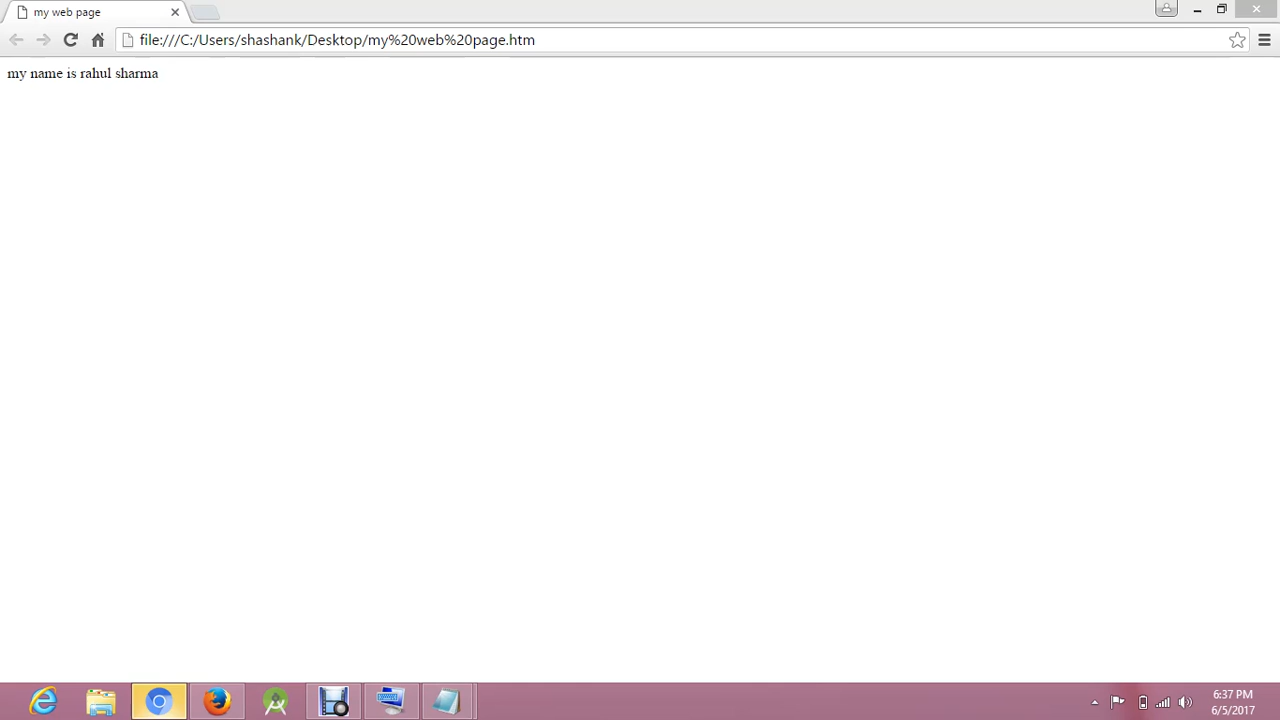 my web page
file:///C:/Users/shashank/Desktop/my%20web%20page.htm
my name is rahul sharma
6:37 PM
6/5/2017